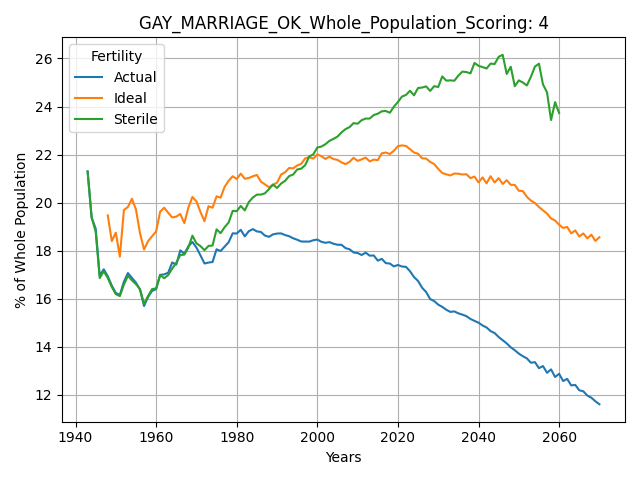 GAY_MARRIAGE_OK_Whole_Population_Scoring: 4
Fertility
Actual
Ideal
Sterile
% of Whole Population
26
24
22
20
18
16
14
12
1940 1960 1980 2000 2020 2040 2060
Years